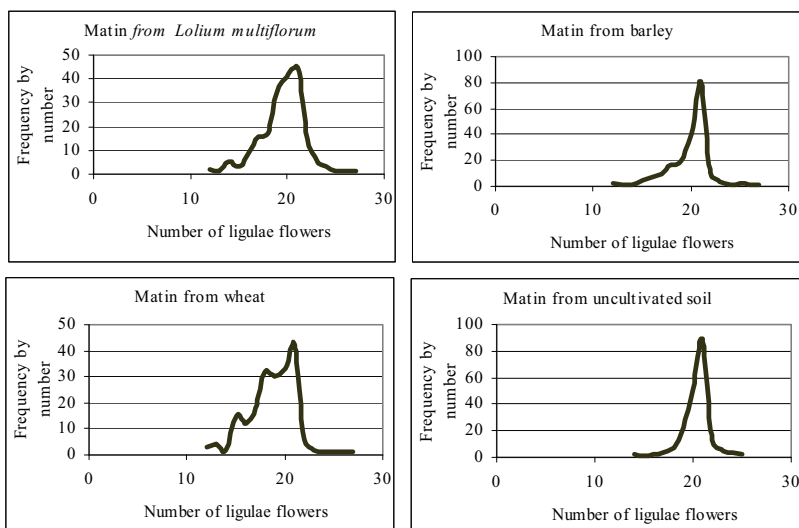 Matin from Lolium multiflorum
Frequency by
number
50
40
30
20
10
0
0 10 20 30
Number of ligulae flowers
Matin from barley
Frequency by
number
100
80
60
40
20
0
0 10 20 30
Number of ligulae flowers
Matin from wheat
Frequency by
number
50
40
30
20
10
0
0 10 20 30
Number of ligulae flowers
Matin from uncultivated soil
Frequency by
number
100
80
60
40
20
0
0 10 20 30
Number of ligulae flowers